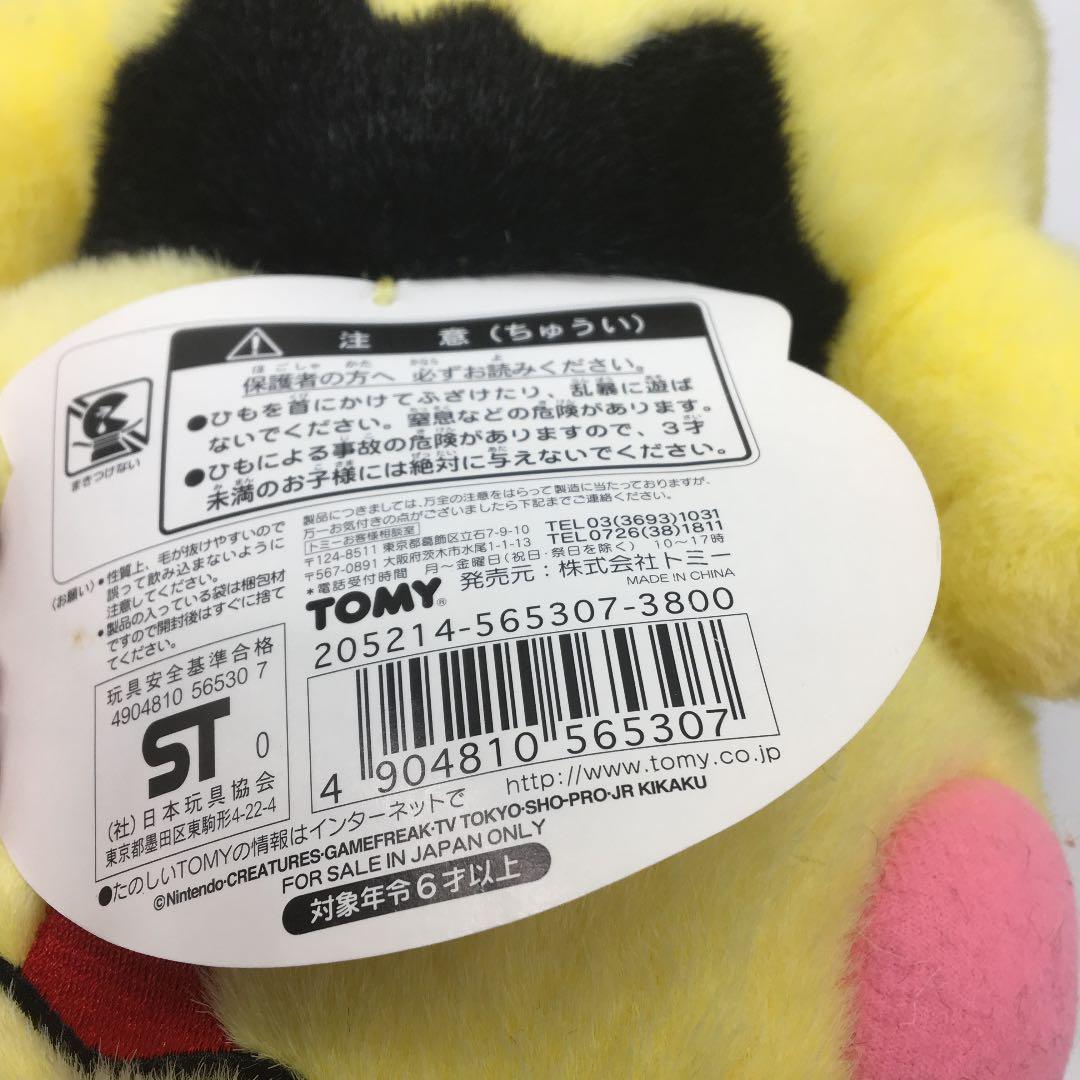 注 意 (ちゅうい)
保護者の方へ 必ずお読みください。
●ひもを首にかけてふざけたり、乱暴に遊ば
ないでください。窒息などの危険があります。
●ひもによる事故の危険がありますので、3才
未満のお子様には絶対に与えないでください。
まきつけない
製品につきましては、万全の注意をはらって製造に当たっておりますが、
万一お気付きの点がございましたら下記までご連絡ください。
トミーお客様相談室
〒124-8511 東京都葛飾区立石7-9-10 TEL03(3693)1031
〒567-0891 大阪府茨木市水尾1-1-13 TEL0726(38)1811
*電話受付時間 月~金曜日(祝日・祭日を除く) 10~17時
TOMY® 発売元:株式会社トミー
MADE IN CHINA
(お願い)●性質上、毛が抜けやすいので
誤って飲み込まないように
注意してください。
●製品の入っている袋は梱包材
ですので開封後はすぐに捨て
てください。
205214-565307-3800
4 904810 565307
玩具安全基準合格
4904810 56530 7
ST 0
(社)日本玩具協会
東京都墨田区東駒形4-22-4
●たのしいTOMYの情報はインターネットで http://www.tomy.co.jp
©Nintendo・CREATURES・GAMEFREAK・TV TOKYO・SHO-PRO・JR KIKAKU
FOR SALE IN JAPAN ONLY
対象年令6才以上